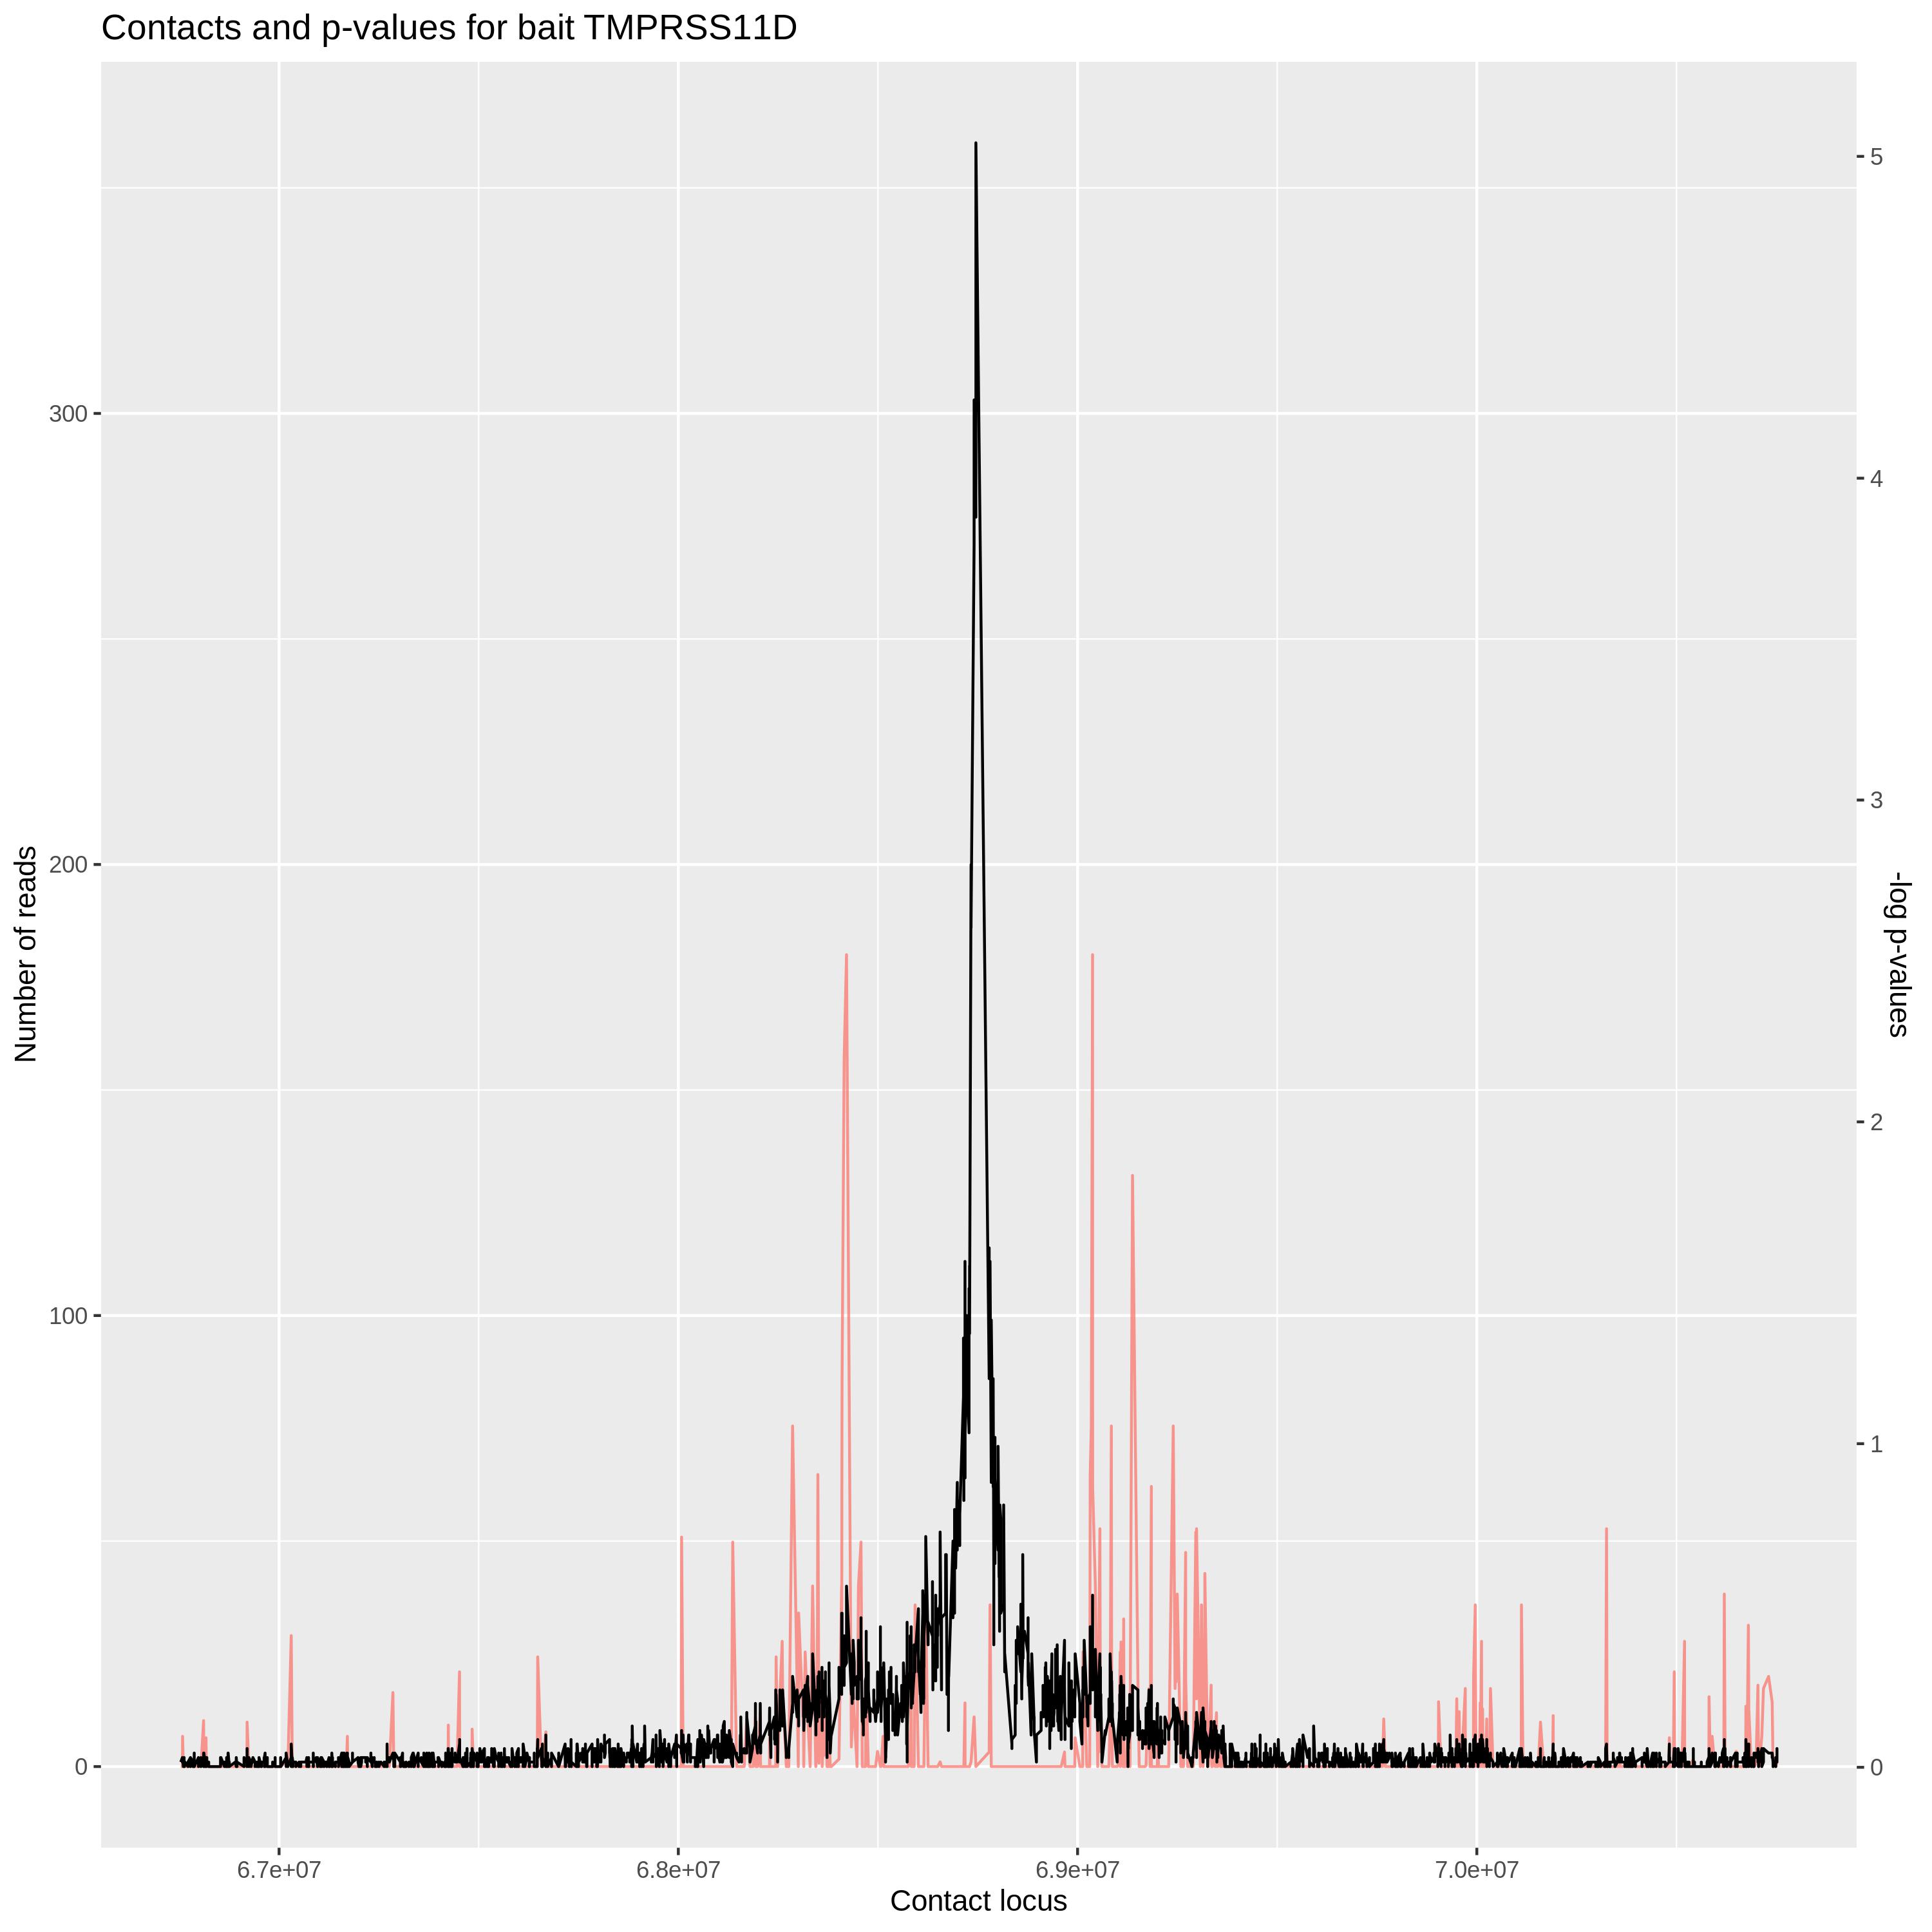 Contacts and p-values for bait TMPRSS11D
Number of reads
300
200
100
0
5
4
3
2
1
0
-log p-values
6.7e+07
6.8e+07
6.9e+07
7.0e+07
Contact locus